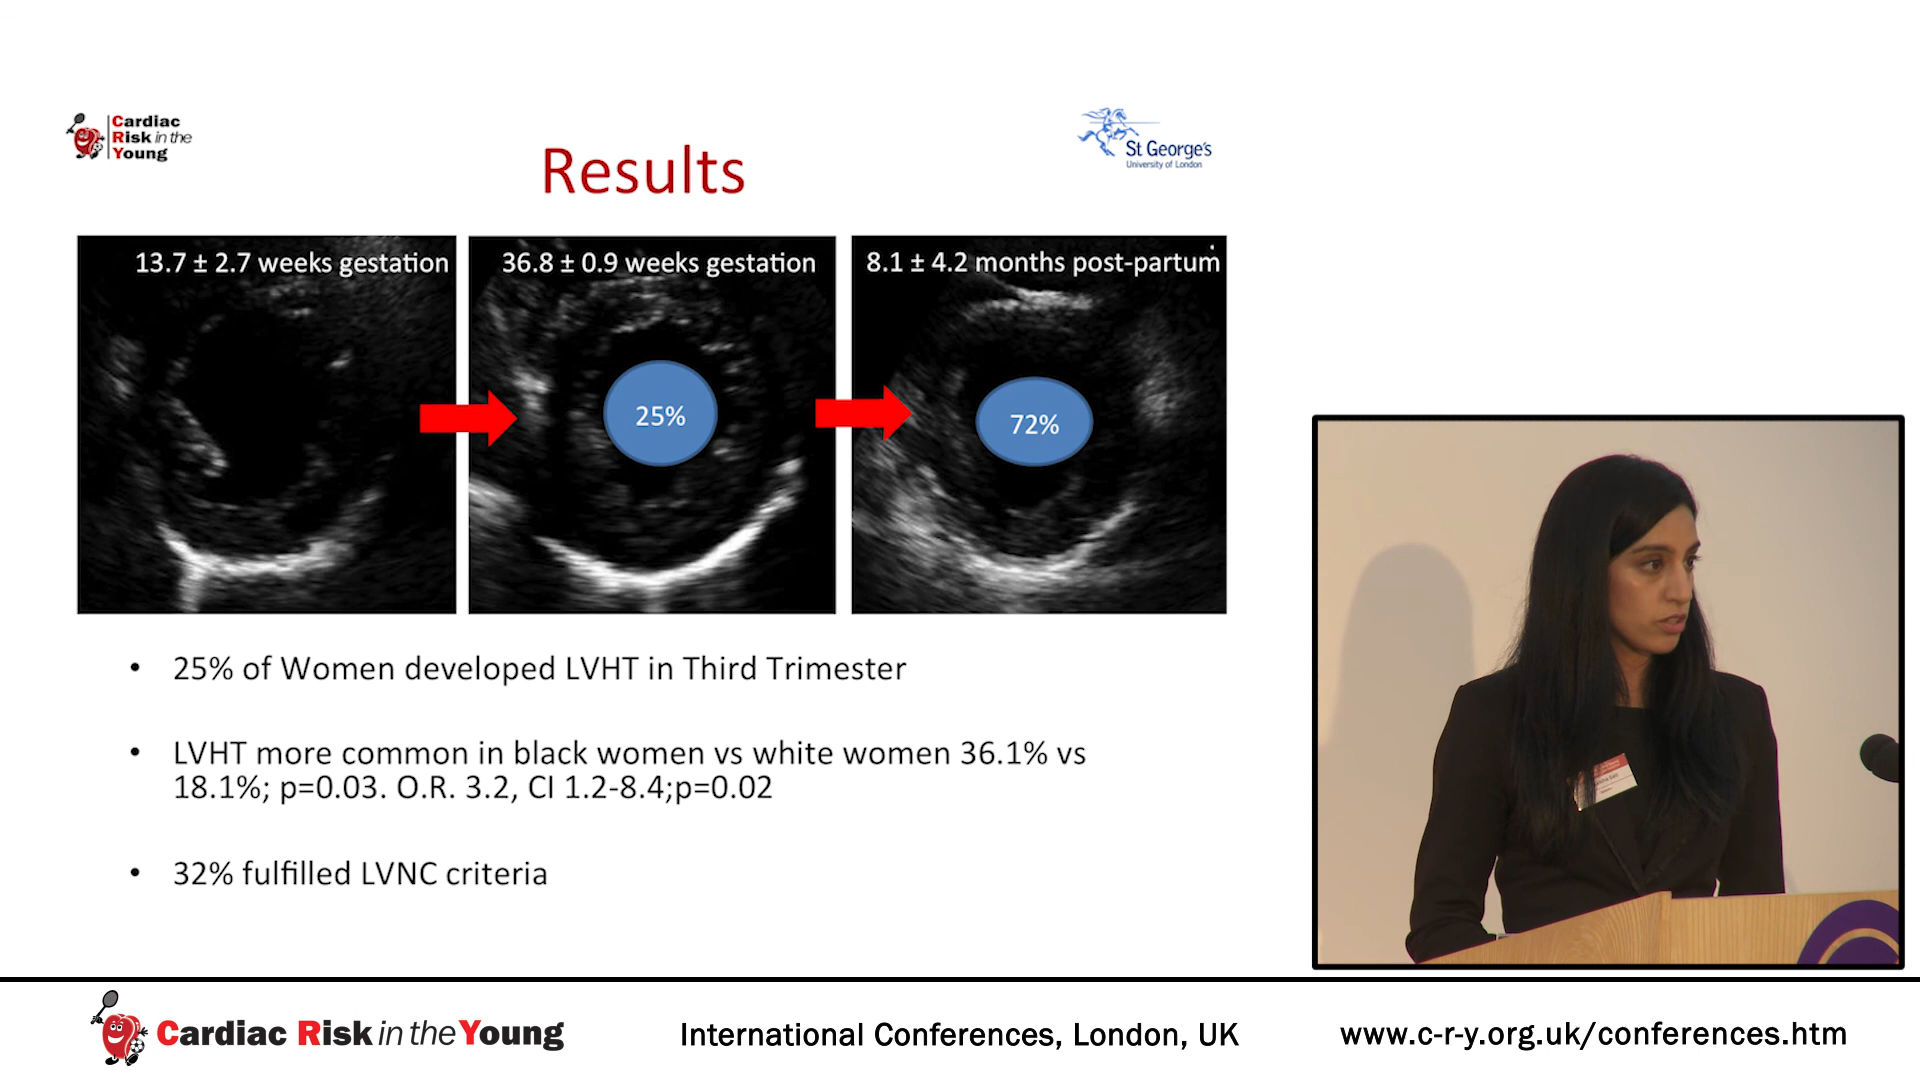 Cardiac
Risk in the
Young
St George's
University of London
Results
13.7 ± 2.7 weeks gestation
36.8 ± 0.9 weeks gestation
8.1 ± 4.2 months post-partum
25%
72%
• 25% of Women developed LVHT in Third Trimester
• LVHT more common in black women vs white women 36.1% vs
18.1%; p=0.03. O.R. 3.2, CI 1.2-8.4;p=0.02
• 32% fulfilled LVNC criteria
Cardiac Risk in the Young
International Conferences, London, UK
www.c-r-y.org.uk/conferences.htm